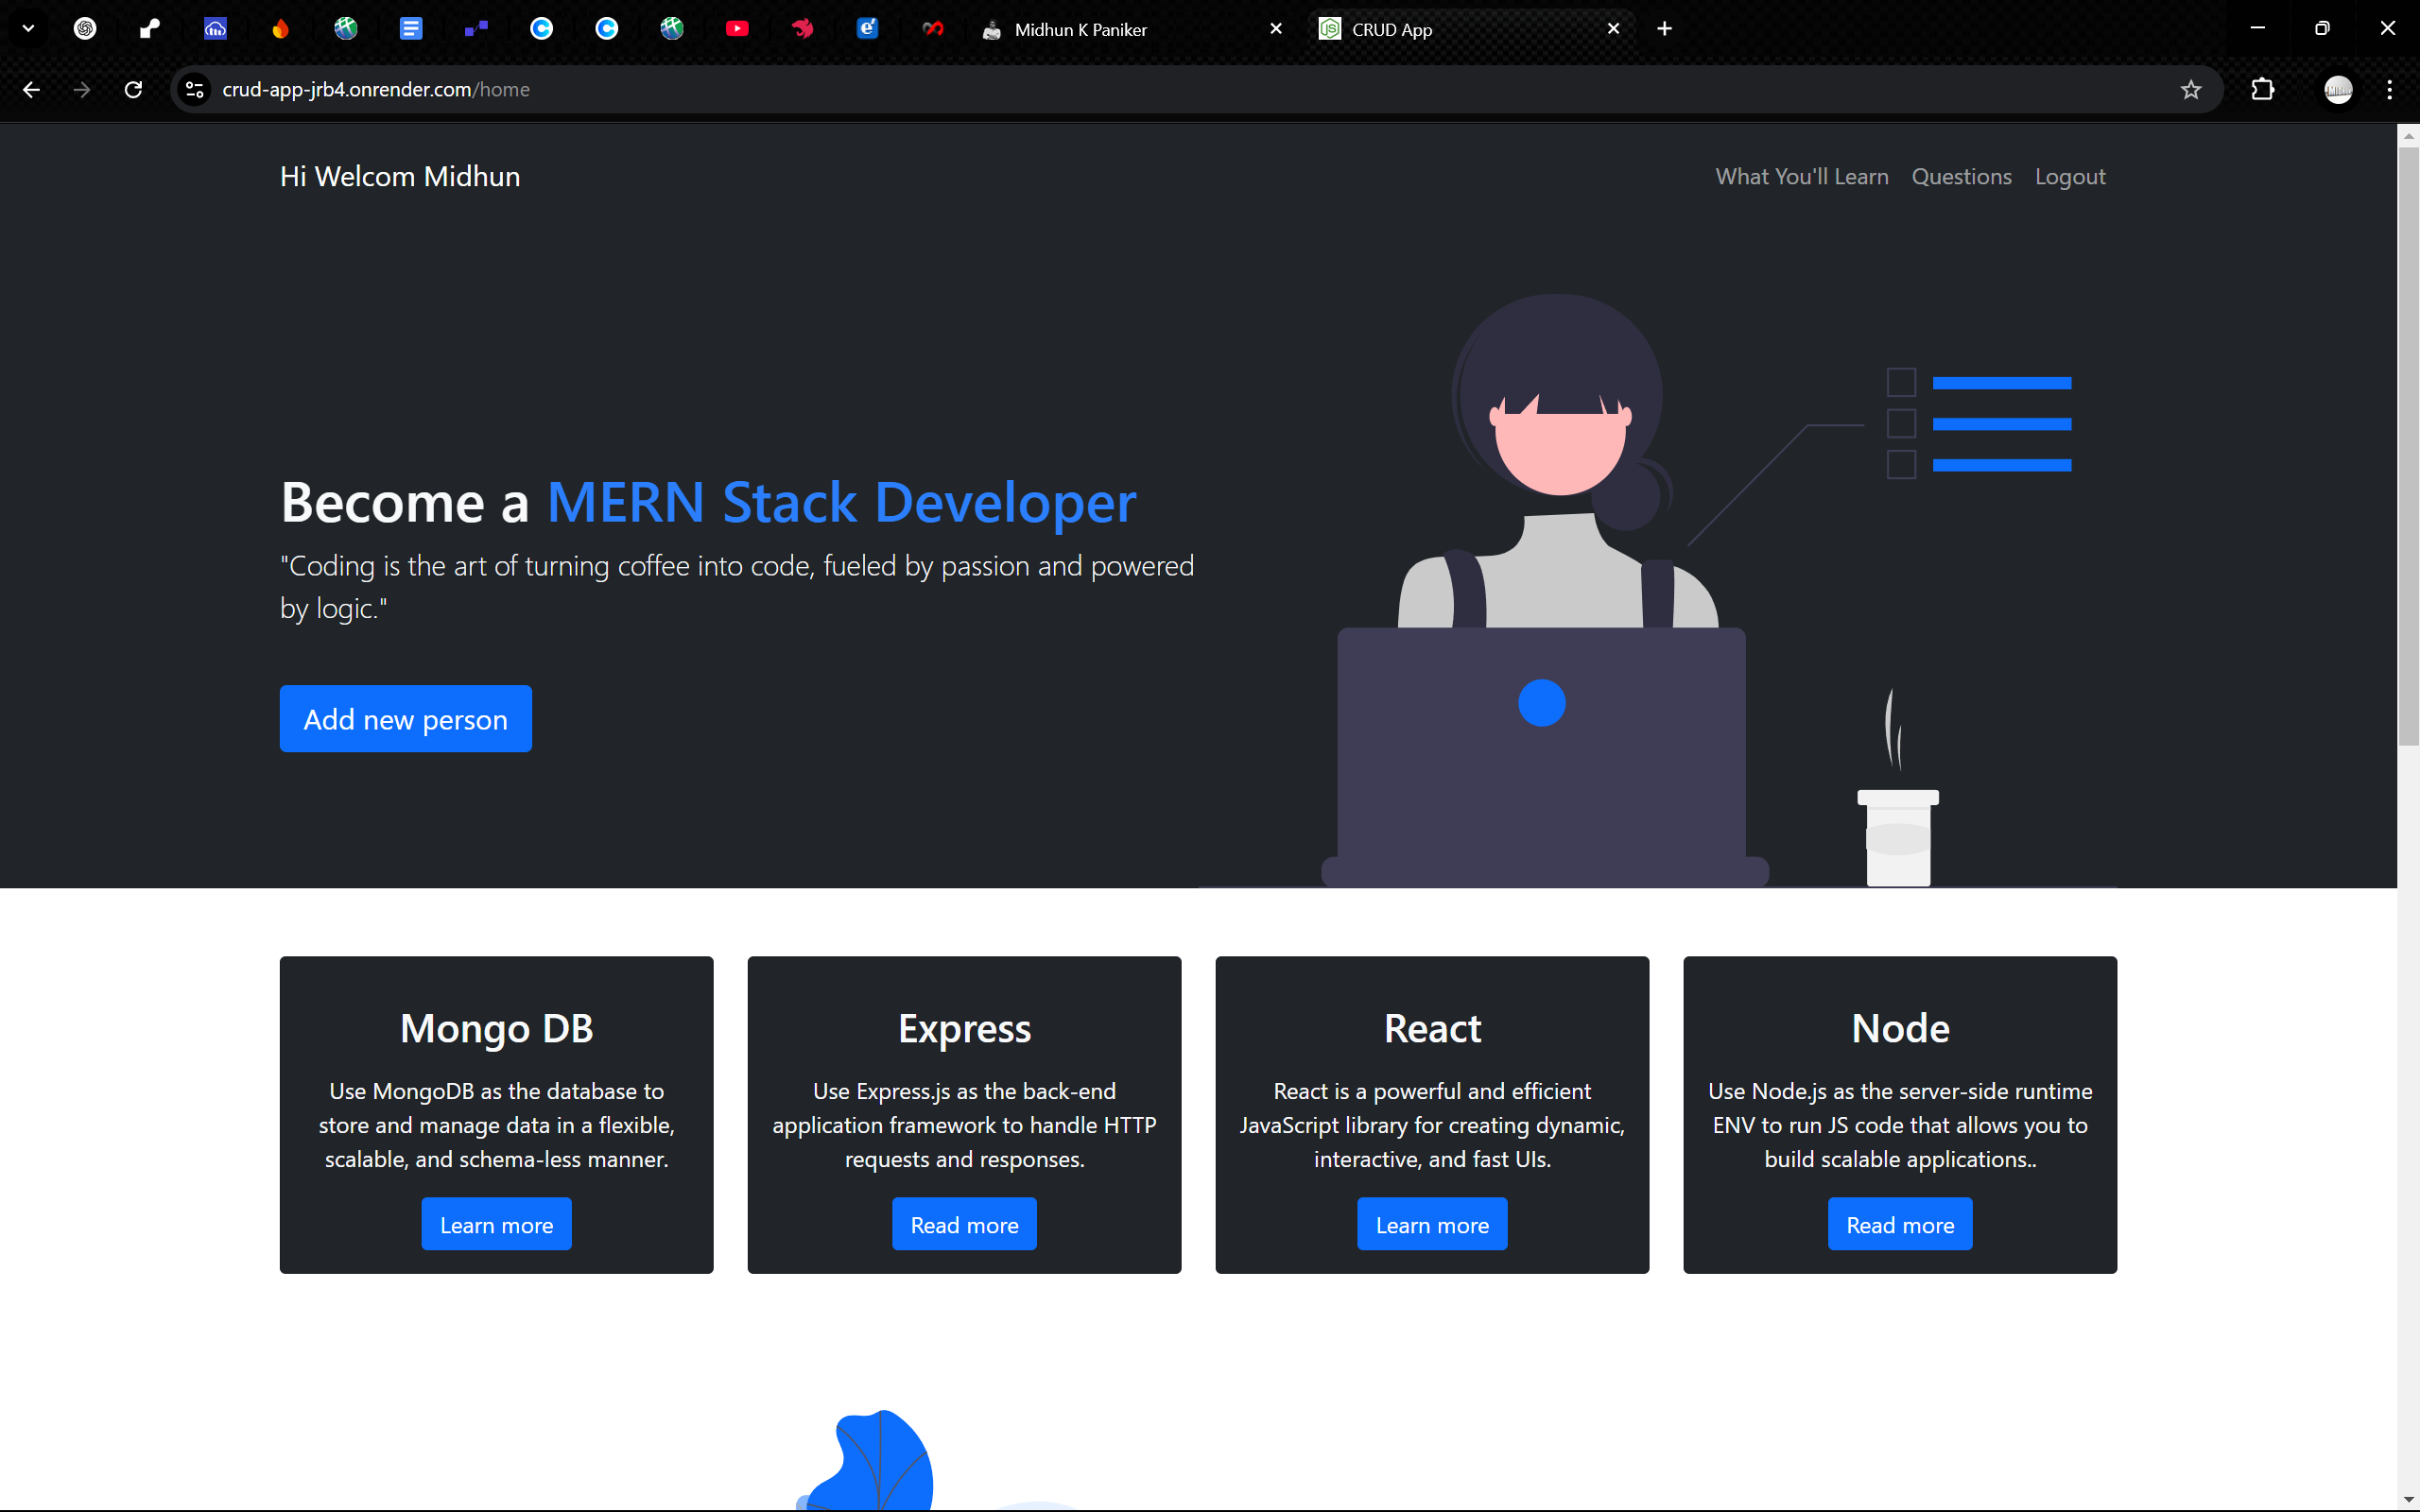 Midhun K Paniker
CRUD App
crud-app-jrb4.onrender.com/home
Hi Welcom Midhun
What You'll Learn Questions Logout
Become a MERN Stack Developer
"Coding is the art of turning coffee into code, fueled by passion and powered
by logic."
Add new person
Mongo DB
Use MongoDB as the database to
store and manage data in a flexible,
scalable, and schema-less manner.
Learn more
Express
Use Express.js as the back-end
application framework to handle HTTP
requests and responses.
Read more
React
React is a powerful and efficient
JavaScript library for creating dynamic,
interactive, and fast UIs.
Learn more
Node
Use Node.js as the server-side runtime
ENV to run JS code that allows you to
build scalable applications..
Read more